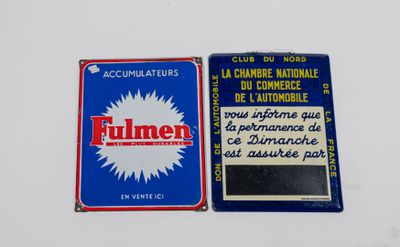 ACCUMULATEURS
Fulmen
LES PLUS DURABLES
EN VENTE ICI
CLUB DU NORD
DE LA FRANCE
DON DE L'AUTOMOBILE
LA CHAMBRE NATIONALE
DU COMMERCE
DE L'AUTOMOBILE
vous informe que
la permanence de
ce Dimanche
est assurée par